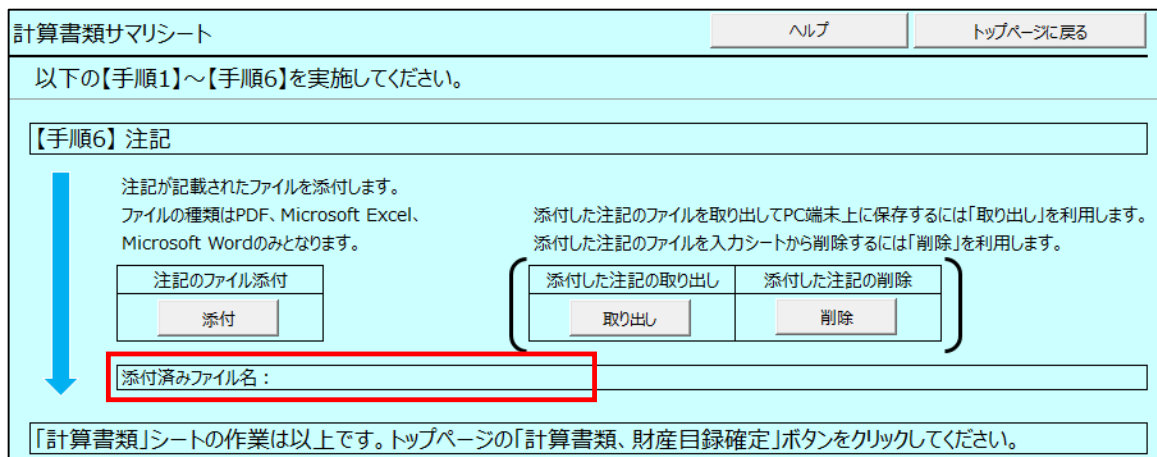 計算書類サマリシート
ヘルプ
トップページに戻る
以下の【手順1】～【手順6】を実施してください。
【手順6】 注記
注記が記載されたファイルを添付します。
ファイルの種類はPDF、Microsoft Excel、
Microsoft Wordのみとなります。
添付した注記のファイルを取り出してPC端末上に保存するには「取り出し」を利用します。
添付した注記のファイルを入力シートから削除するには「削除」を利用します。
注記のファイル添付
添付
添付した注記の取り出し
添付した注記の削除
取り出し
削除
添付済みファイル名：
「計算書類」シートの作業は以上です。トップページの「計算書類、財産目録確定」ボタンをクリックしてください。